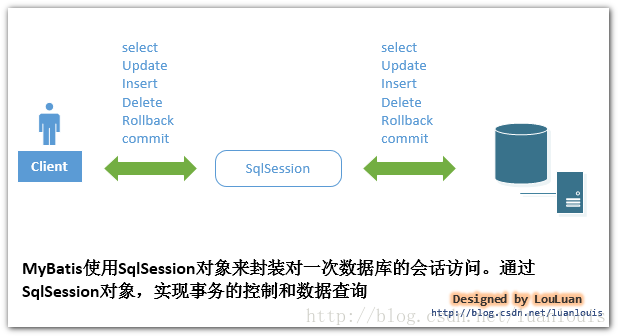 select
Update
Insert
Delete
Rollback
commit
select
Update
Insert
Delete
Rollback
commit
Client
SqlSession
MyBatis使用SqlSession对象来封装对一次数据库的会话访问。通过
SqlSession对象，实现事务的控制和数据查询
Designed by LouLuan
http://blog.csdn.net/luanlouis
http://blog.csdn.net/luanlouis